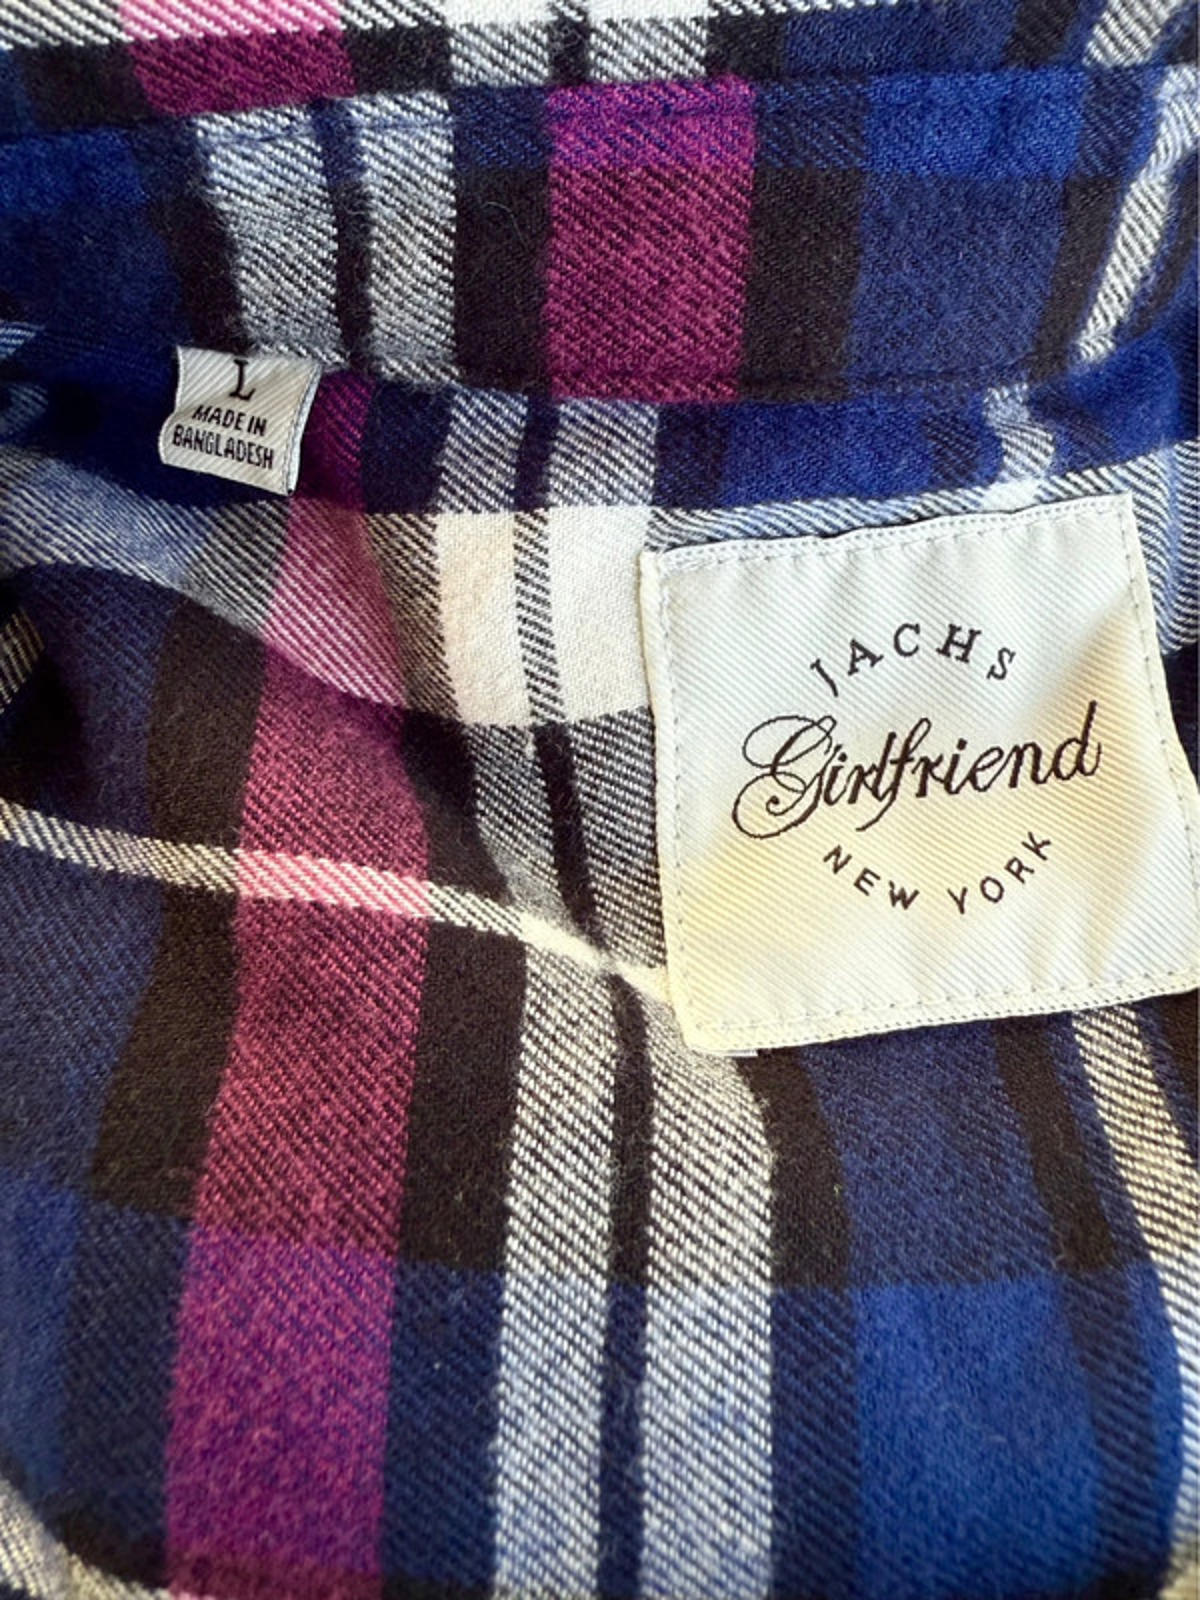 L
MADE IN
BANGLADESH
JACHS
Girlfriend
NEW YORK